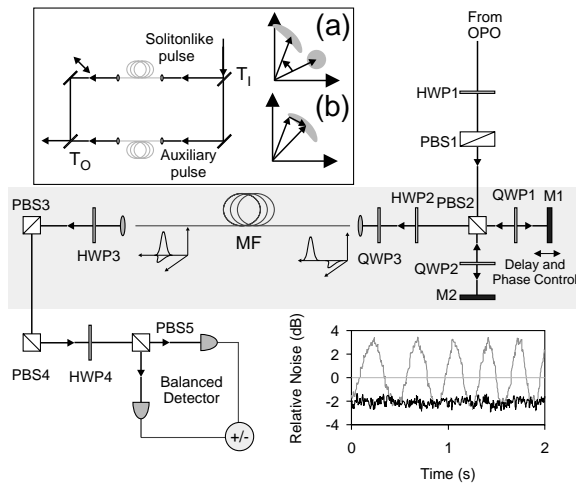 Solitonlike
pulse
T_I
T_O
Auxiliary
pulse
(a)
(b)
From
OPO
HWP1
PBS1
PBS2
QWP1
M1
HWP2
QWP3
QWP2
M2
Delay and
Phase Control
MF
PBS3
HWP3
PBS4
HWP4
PBS5
Balanced
Detector
+/-
Relative Noise (dB)
4
2
0
-2
-4
0
1
2
Time (s)